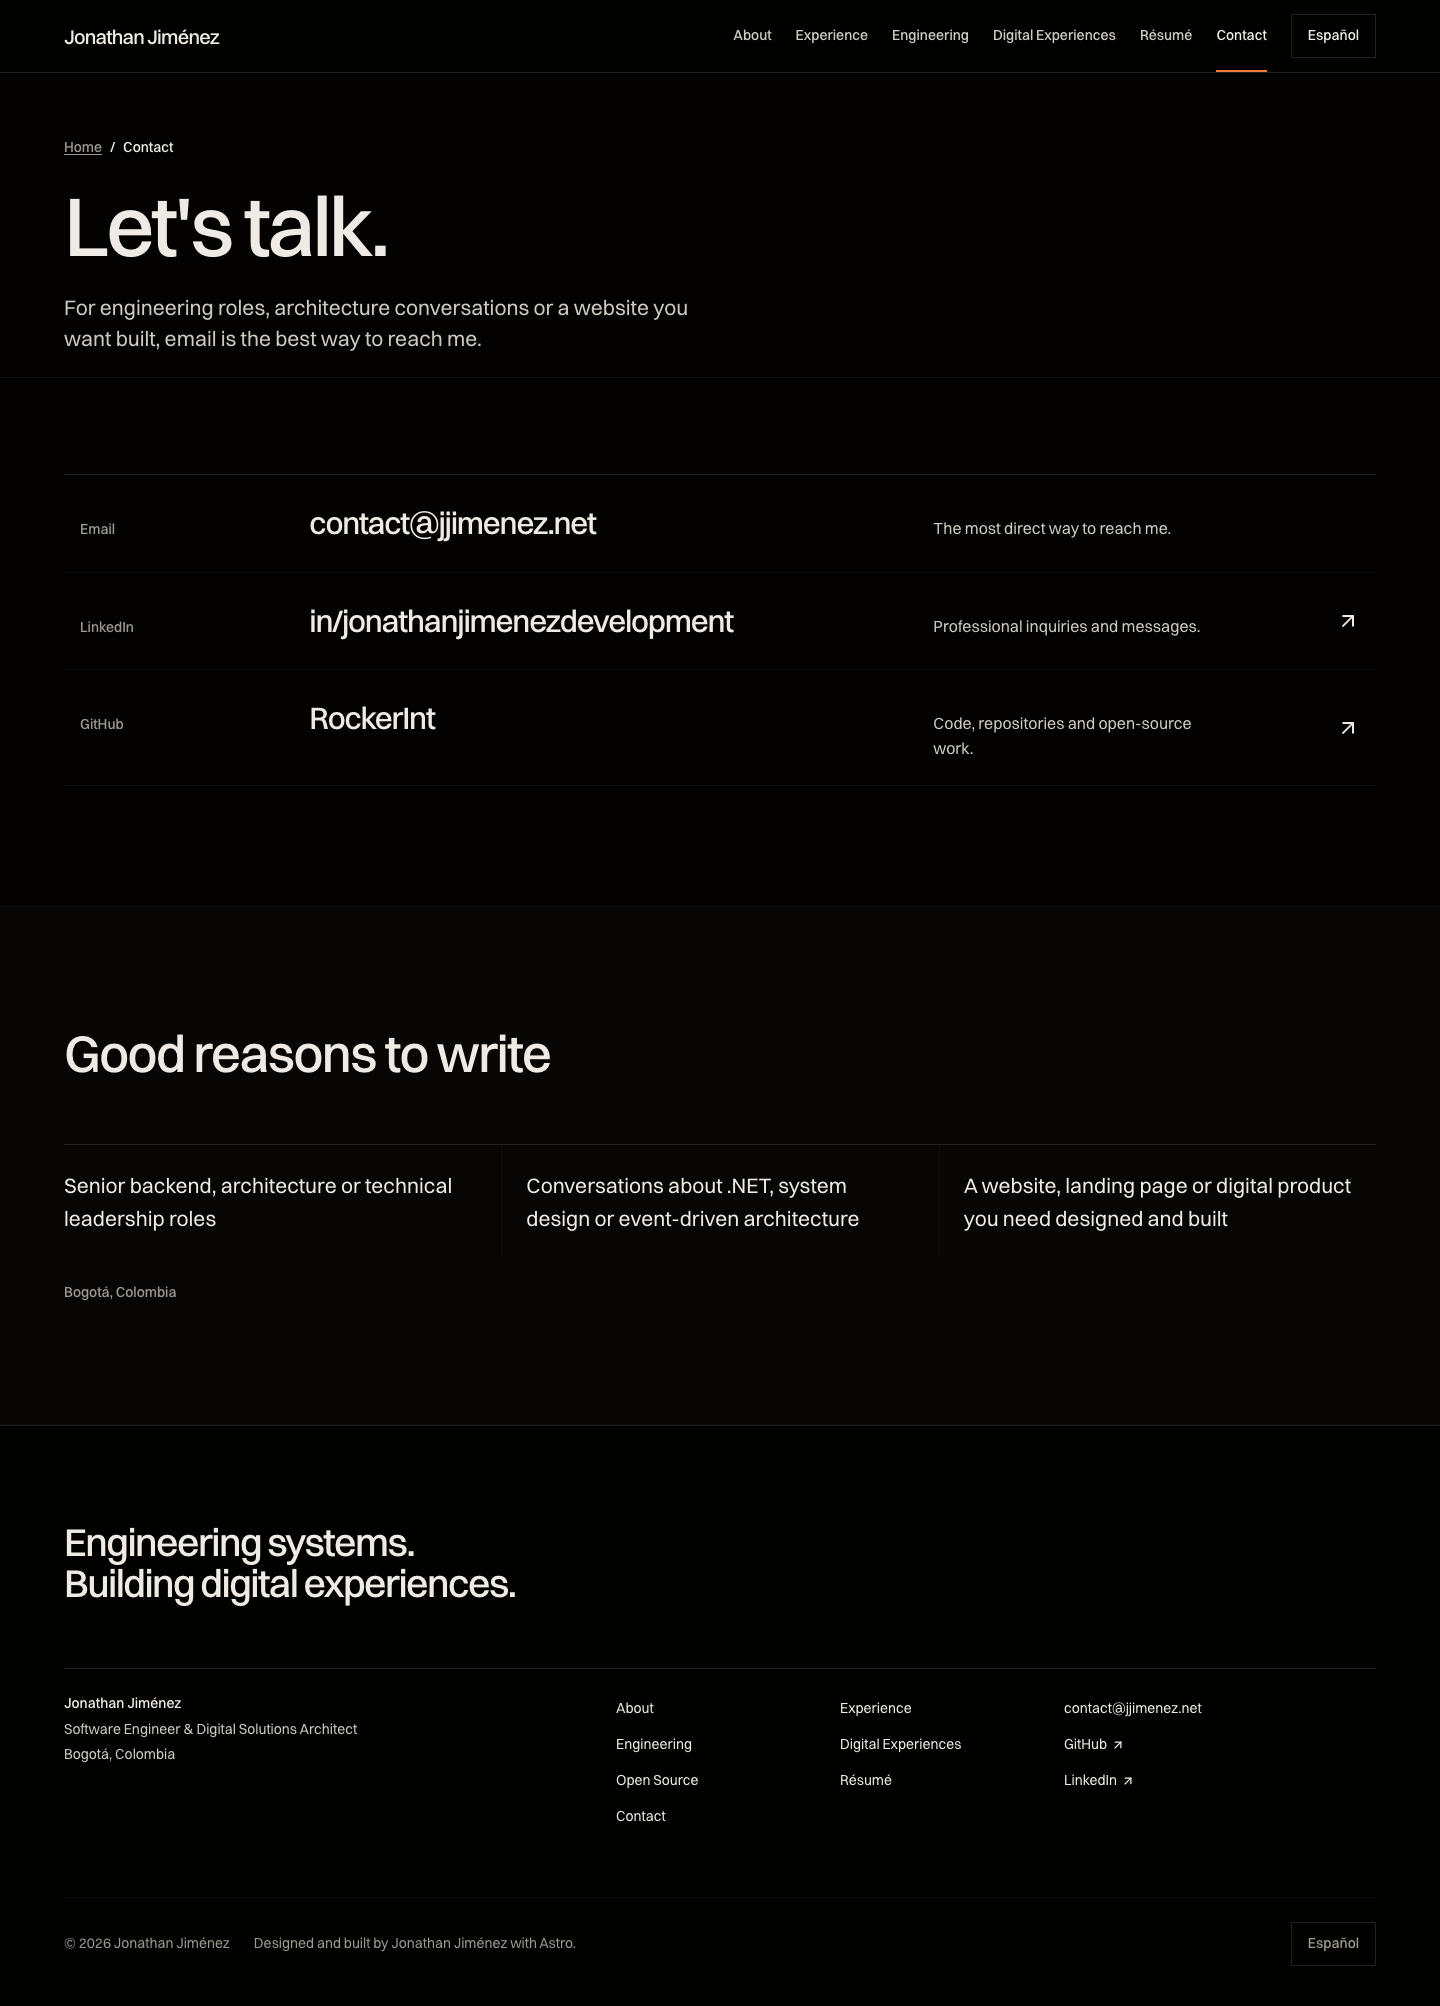 Jonathan Jiménez
About
Experience
Engineering
Digital Experiences
Résumé
Contact
Español
Home / Contact
Let's talk.
For engineering roles, architecture conversations or a website you
want built, email is the best way to reach me.
Email
contact@jjimenez.net
The most direct way to reach me.
LinkedIn
in/jonathanjimenezdevelopment
Professional inquiries and messages.
GitHub
RockerInt
Code, repositories and open-source
work.
Good reasons to write
Senior backend, architecture or technical
leadership roles
Conversations about .NET, system
design or event-driven architecture
A website, landing page or digital product
you need designed and built
Bogotá, Colombia
Engineering systems.
Building digital experiences.
Jonathan Jiménez
Software Engineer & Digital Solutions Architect
Bogotá, Colombia
About
Experience
Engineering
Digital Experiences
Open Source
Résumé
Contact
contact@jjimenez.net
GitHub
LinkedIn
© 2026 Jonathan Jiménez
Designed and built by Jonathan Jiménez with Astro.
Español